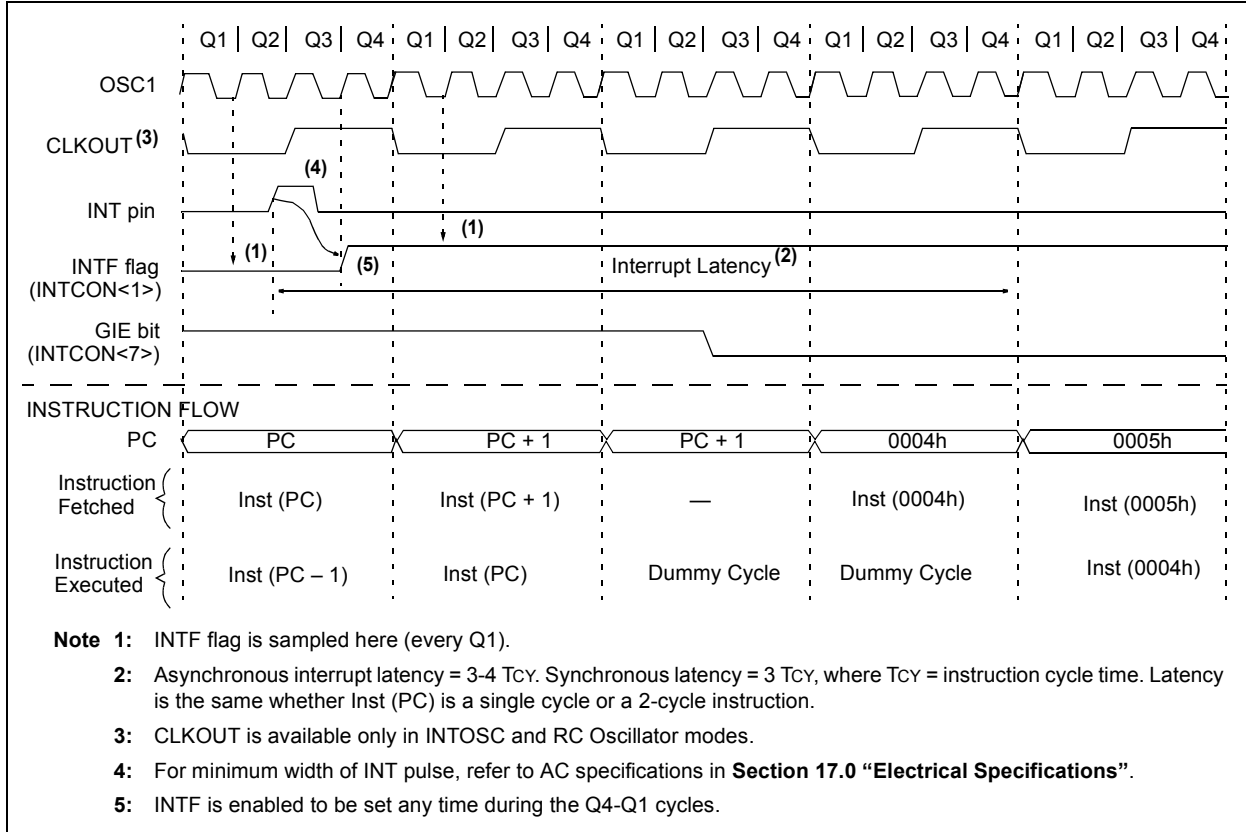 Q1 Q2 Q3 Q4 Q1 Q2 Q3 Q4 Q1 Q2 Q3 Q4 Q1 Q2 Q3 Q4 Q1 Q2 Q3 Q4
OSC1
CLKOUT (3)
(4)
INT pin
(1)
(1)
INTF flag
(INTCON<1>)
(5)
Interrupt Latency (2)
GIE bit
(INTCON<7>)
INSTRUCTION FLOW
PC PC PC + 1 PC + 1 0004h 0005h
Instruction
Fetched
Inst (PC) Inst (PC + 1) — Inst (0004h) Inst (0005h)
Instruction
Executed
Inst (PC – 1) Inst (PC) Dummy Cycle Dummy Cycle Inst (0004h)
Note 1: INTF flag is sampled here (every Q1).
2: Asynchronous interrupt latency = 3-4 TCY. Synchronous latency = 3 TCY, where TCY = instruction cycle time. Latency
is the same whether Inst (PC) is a single cycle or a 2-cycle instruction.
3: CLKOUT is available only in INTOSC and RC Oscillator modes.
4: For minimum width of INT pulse, refer to AC specifications in Section 17.0 “Electrical Specifications”.
5: INTF is enabled to be set any time during the Q4-Q1 cycles.